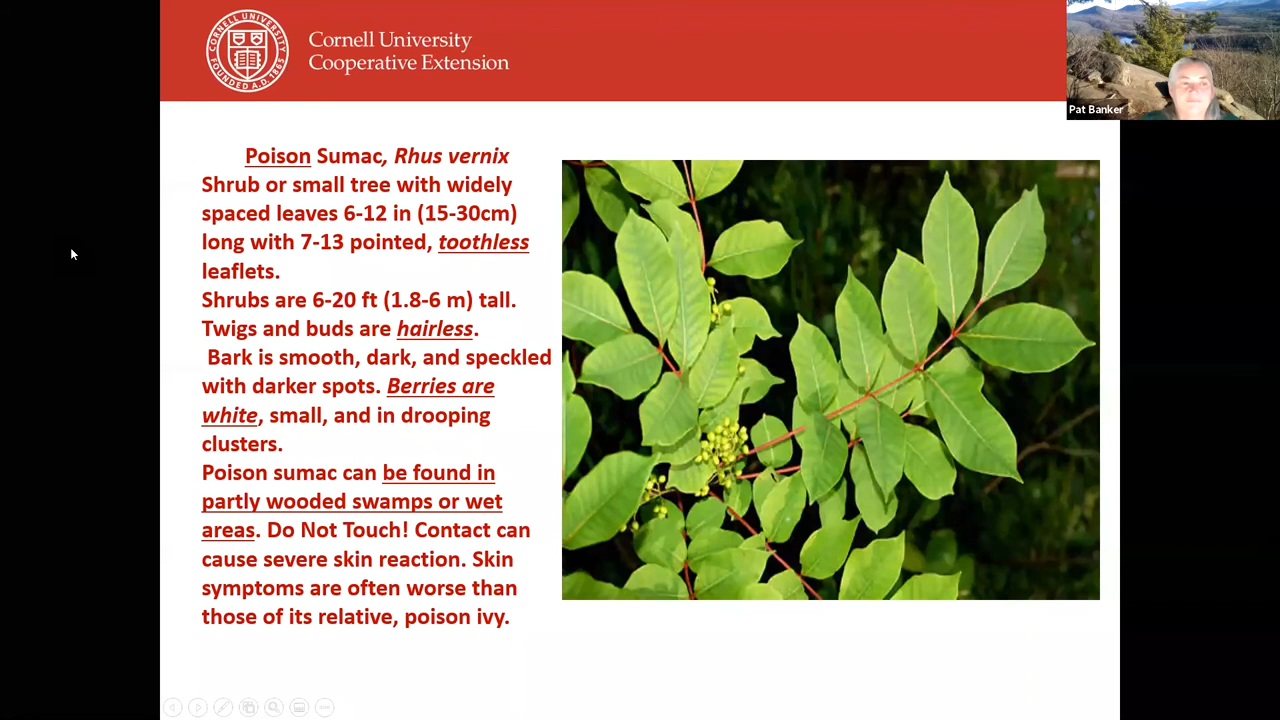 CORNELL UNIVERSITY
FOUNDED A.D. 1865
Cornell University
Cooperative Extension
Pat Banker
Poison Sumac, Rhus vernix
Shrub or small tree with widely
spaced leaves 6-12 in (15-30cm)
long with 7-13 pointed, toothless
leaflets.
Shrubs are 6-20 ft (1.8-6 m) tall.
Twigs and buds are hairless.
Bark is smooth, dark, and speckled
with darker spots. Berries are
white, small, and in drooping
clusters.
Poison sumac can be found in
partly wooded swamps or wet
areas. Do Not Touch! Contact can
cause severe skin reaction. Skin
symptoms are often worse than
those of its relative, poison ivy.